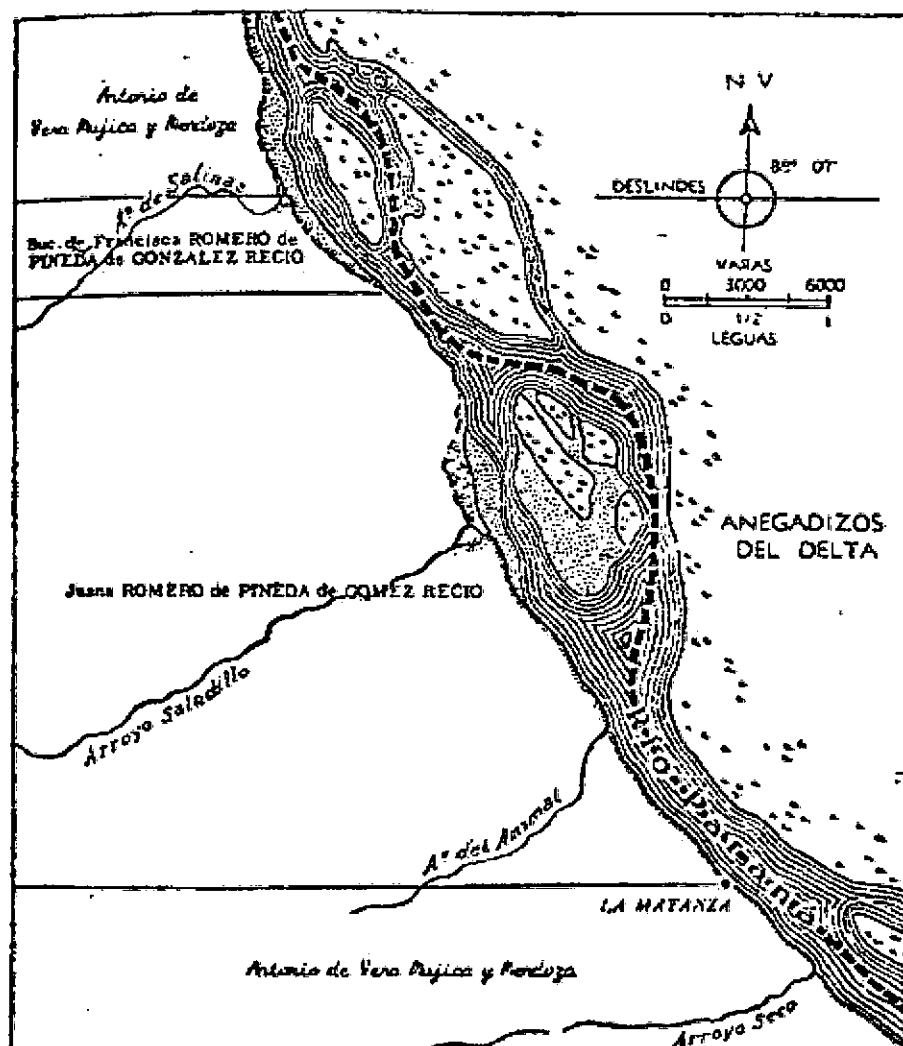 Antonio de
Vera Mujica y Mendoza
Aº. de Salinas
Suc. de Francisca ROMERO de
PINEDA de GONZALEZ RECIO
N V
DESLINDES
VARAS
0 3000 6000
0 1/2 1
LEGUAS
ANEGADIZOS
DEL DELTA
Juana ROMERO de PINEDA de GOMEZ RECIO
Arroyo Saladillo
Aº del Animal
Río Paraná
LA MATANZA
Antonio de Vera Mujica y Mendoza
Arroyo Seco